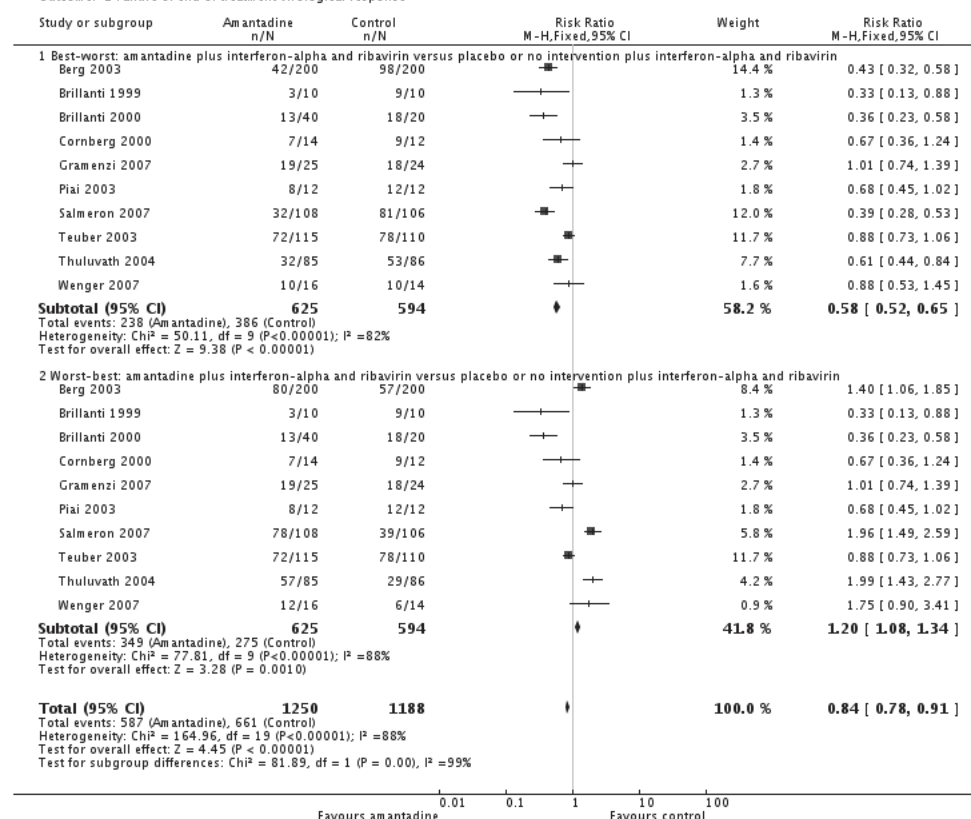 Study or subgroup Amantadine Control Risk Ratio Weight Risk Ratio
n/N n/N M-H,Fixed,95% CI M-H,Fixed,95% CI
1 Best-worst: amantadine plus interferon-alpha and ribavirin versus placebo or no intervention plus interferon-alpha and ribavirin
Berg 2003 42/200 98/200 14.4 % 0.43 [ 0.32, 0.58 ]
Brillanti 1999 3/10 9/10 1.3 % 0.33 [ 0.13, 0.88 ]
Brillanti 2000 13/40 18/20 3.5 % 0.36 [ 0.23, 0.58 ]
Cornberg 2000 7/14 9/12 1.4 % 0.67 [ 0.36, 1.24 ]
Gramenzi 2007 19/25 18/24 2.7 % 1.01 [ 0.74, 1.39 ]
Piai 2003 8/12 12/12 1.8 % 0.68 [ 0.45, 1.02 ]
Salmeron 2007 32/108 81/106 12.0 % 0.39 [ 0.28, 0.53 ]
Teuber 2003 72/115 78/110 11.7 % 0.88 [ 0.73, 1.06 ]
Thuluvath 2004 32/85 53/86 7.7 % 0.61 [ 0.44, 0.84 ]
Wenger 2007 10/16 10/14 1.6 % 0.88 [ 0.53, 1.45 ]
Subtotal (95% CI) 625 594 58.2 % 0.58 [ 0.52, 0.65 ]
Total events: 238 (Amantadine), 386 (Control)
Heterogeneity: Chi² = 50.11, df = 9 (P<0.00001); I² =82%
Test for overall effect: Z = 9.38 (P < 0.00001)
2 Worst-best: amantadine plus interferon-alpha and ribavirin versus placebo or no intervention plus interferon-alpha and ribavirin
Berg 2003 80/200 57/200 8.4 % 1.40 [ 1.06, 1.85 ]
Brillanti 1999 3/10 9/10 1.3 % 0.33 [ 0.13, 0.88 ]
Brillanti 2000 13/40 18/20 3.5 % 0.36 [ 0.23, 0.58 ]
Cornberg 2000 7/14 9/12 1.4 % 0.67 [ 0.36, 1.24 ]
Gramenzi 2007 19/25 18/24 2.7 % 1.01 [ 0.74, 1.39 ]
Piai 2003 8/12 12/12 1.8 % 0.68 [ 0.45, 1.02 ]
Salmeron 2007 78/108 39/106 5.8 % 1.96 [ 1.49, 2.59 ]
Teuber 2003 72/115 78/110 11.7 % 0.88 [ 0.73, 1.06 ]
Thuluvath 2004 57/85 29/86 4.2 % 1.99 [ 1.43, 2.77 ]
Wenger 2007 12/16 6/14 0.9 % 1.75 [ 0.90, 3.41 ]
Subtotal (95% CI) 625 594 41.8 % 1.20 [ 1.08, 1.34 ]
Total events: 349 (Amantadine), 275 (Control)
Heterogeneity: Chi² = 77.81, df = 9 (P<0.00001); I² =88%
Test for overall effect: Z = 3.28 (P = 0.0010)
Total (95% CI) 1250 1188 100.0 % 0.84 [ 0.78, 0.91 ]
Total events: 587 (Amantadine), 661 (Control)
Heterogeneity: Chi² = 164.96, df = 19 (P<0.00001); I² =88%
Test for overall effect: Z = 4.45 (P < 0.00001)
Test for subgroup differences: Chi² = 81.89, df = 1 (P = 0.00), I² =99%
0.01 0.1 1 10 100
Favours amantadine Favours control